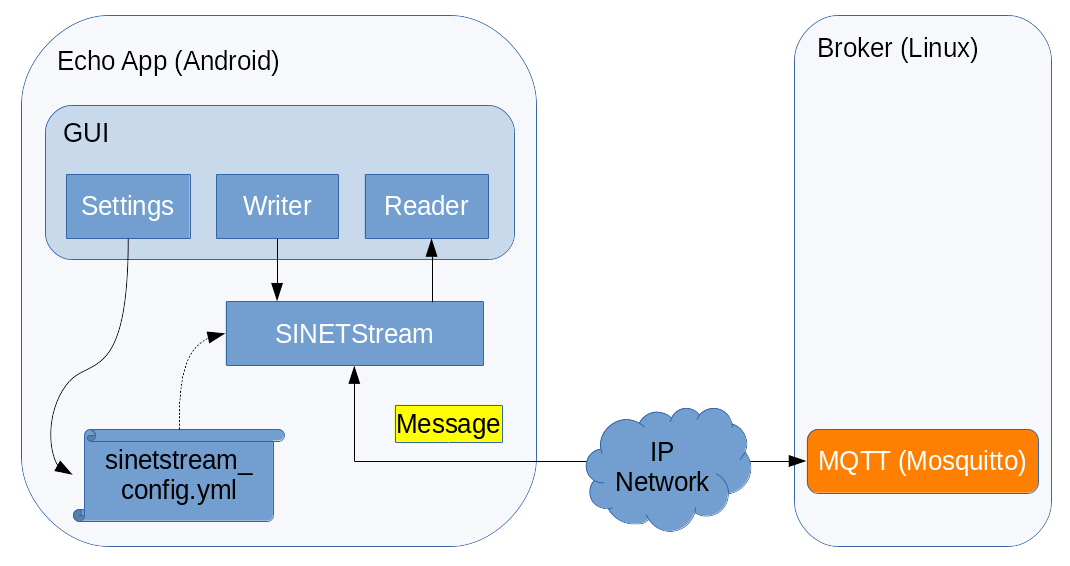 Echo App (Android)
Broker (Linux)
GUI
Settings
Writer
Reader
SINETStream
Message
sinetstream_
config.yml
IP
Network
MQTT (Mosquitto)